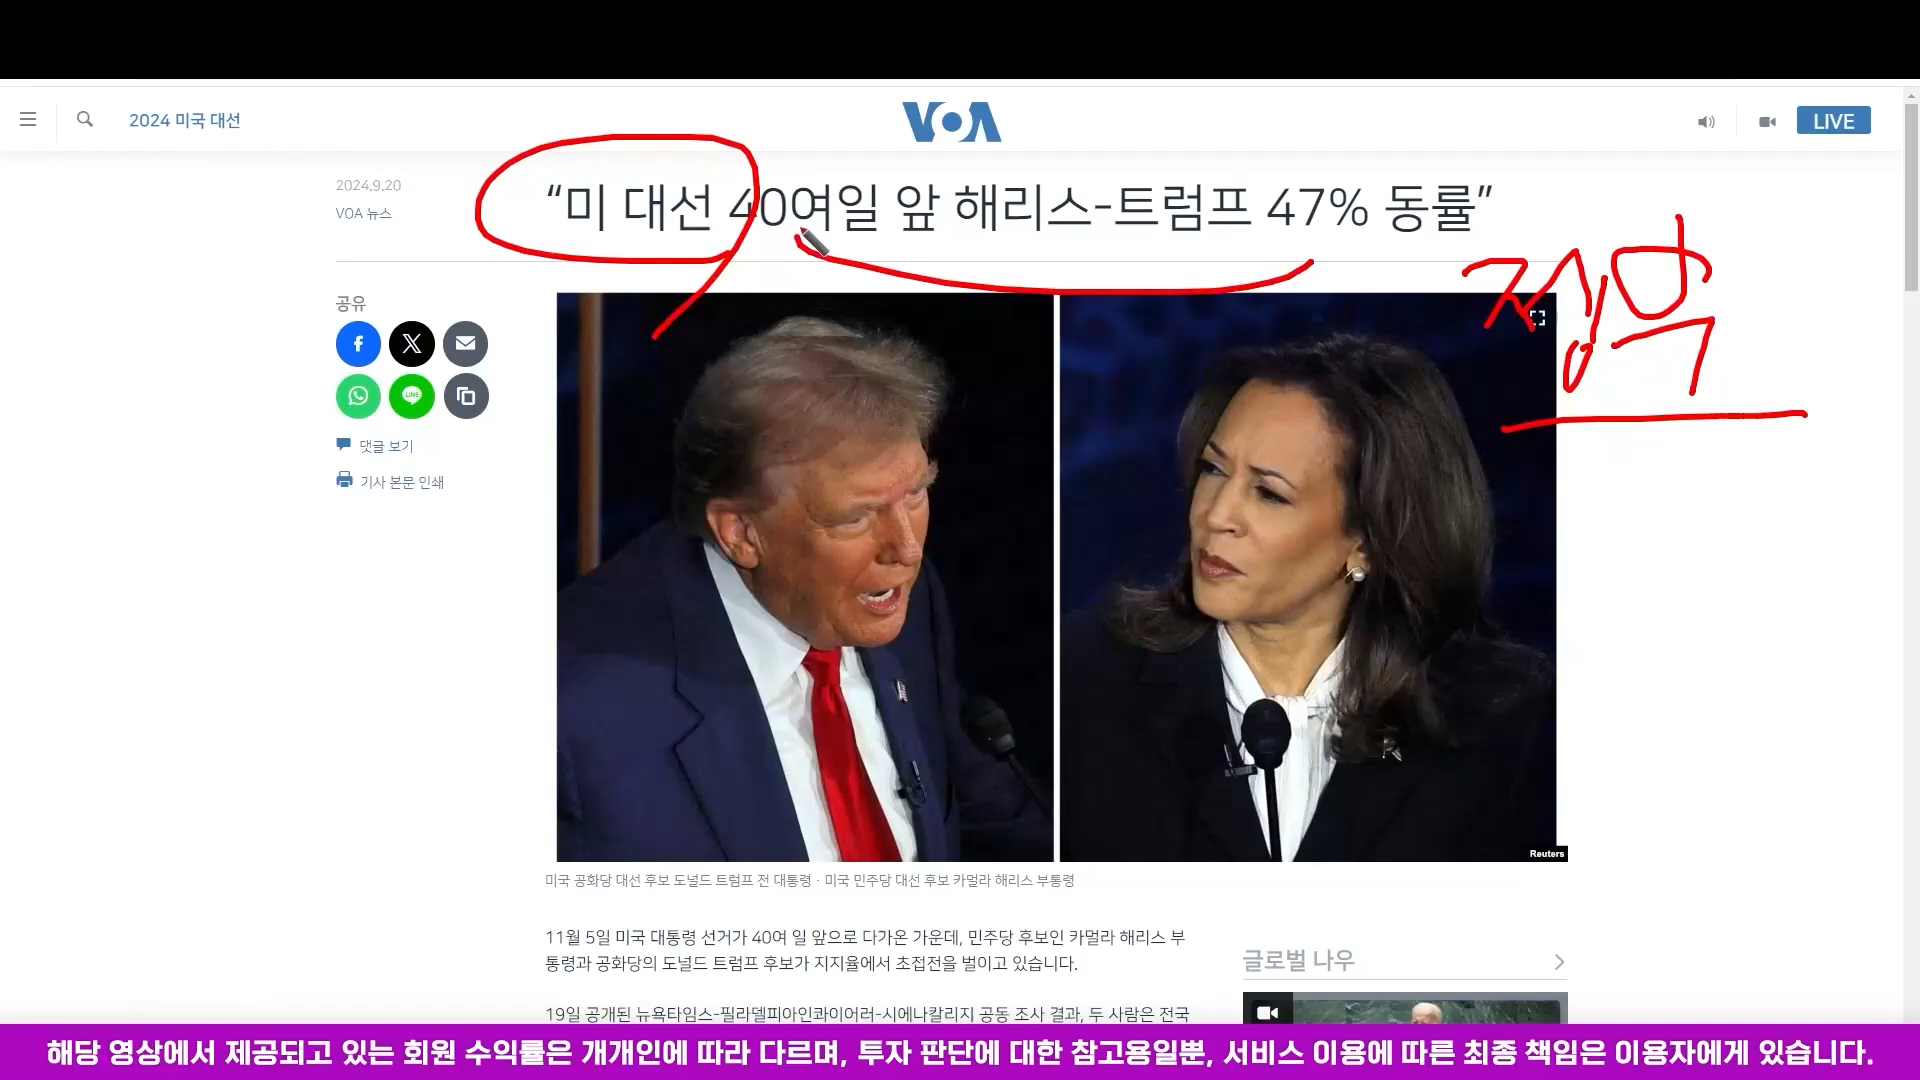 2024 미국 대선
VOA
LIVE
2024.9.20
VOA 뉴스
“미 대선 40여일 앞 해리스-트럼프 47% 동률”
공유
LINE
댓글 보기
기사 본문 인쇄
Reuters
미국 공화당 대선 후보 도널드 트럼프 전 대통령 · 미국 민주당 대선 후보 카멀라 해리스 부통령
11월 5일 미국 대통령 선거가 40여 일 앞으로 다가온 가운데, 민주당 후보인 카멀라 해리스 부
통령과 공화당의 도널드 트럼프 후보가 지지율에서 초접전을 벌이고 있습니다.
글로벌 나우
19일 공개된 뉴욕타임스-필라델피아인콰이어러-시에나칼리지 공동 조사 결과, 두 사람은 전국
해당 영상에서 제공되고 있는 회원 수익률은 개개인에 따라 다르며, 투자 판단에 대한 참고용일뿐, 서비스 이용에 따른 최종 책임은 이용자에게 있습니다.